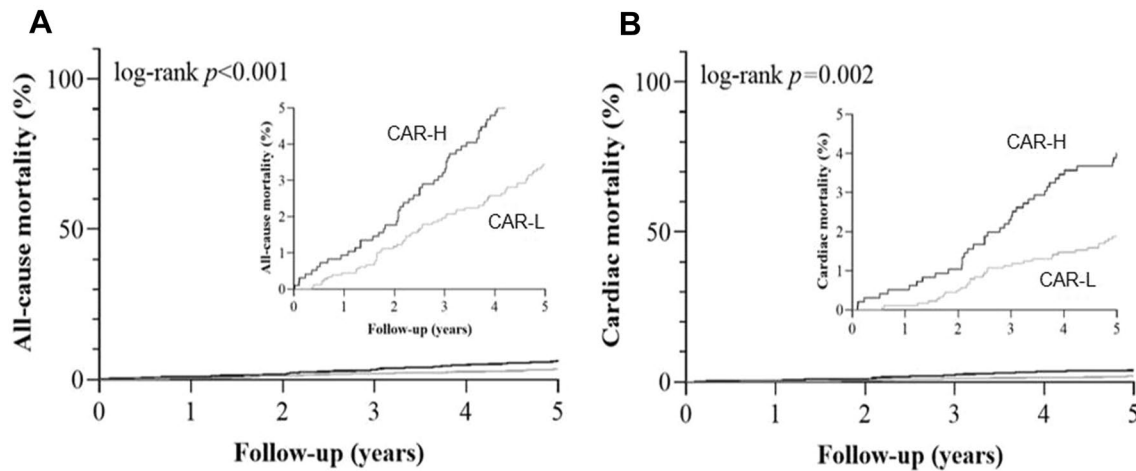 A
log-rank p<0.001
All-cause mortality (%)
100
50
0
0 1 2 3 4 5
Follow-up (years)
All-cause mortality (%)
5
4
3
2
1
0
CAR-H
CAR-L
0 1 2 3 4 5
Follow-up (years)
B
log-rank p=0.002
Cardiac mortality (%)
100
50
0
0 1 2 3 4 5
Follow-up (years)
Cardiac mortality (%)
5
4
3
2
1
0
CAR-H
CAR-L
0 1 2 3 4 5
Follow-up (years)